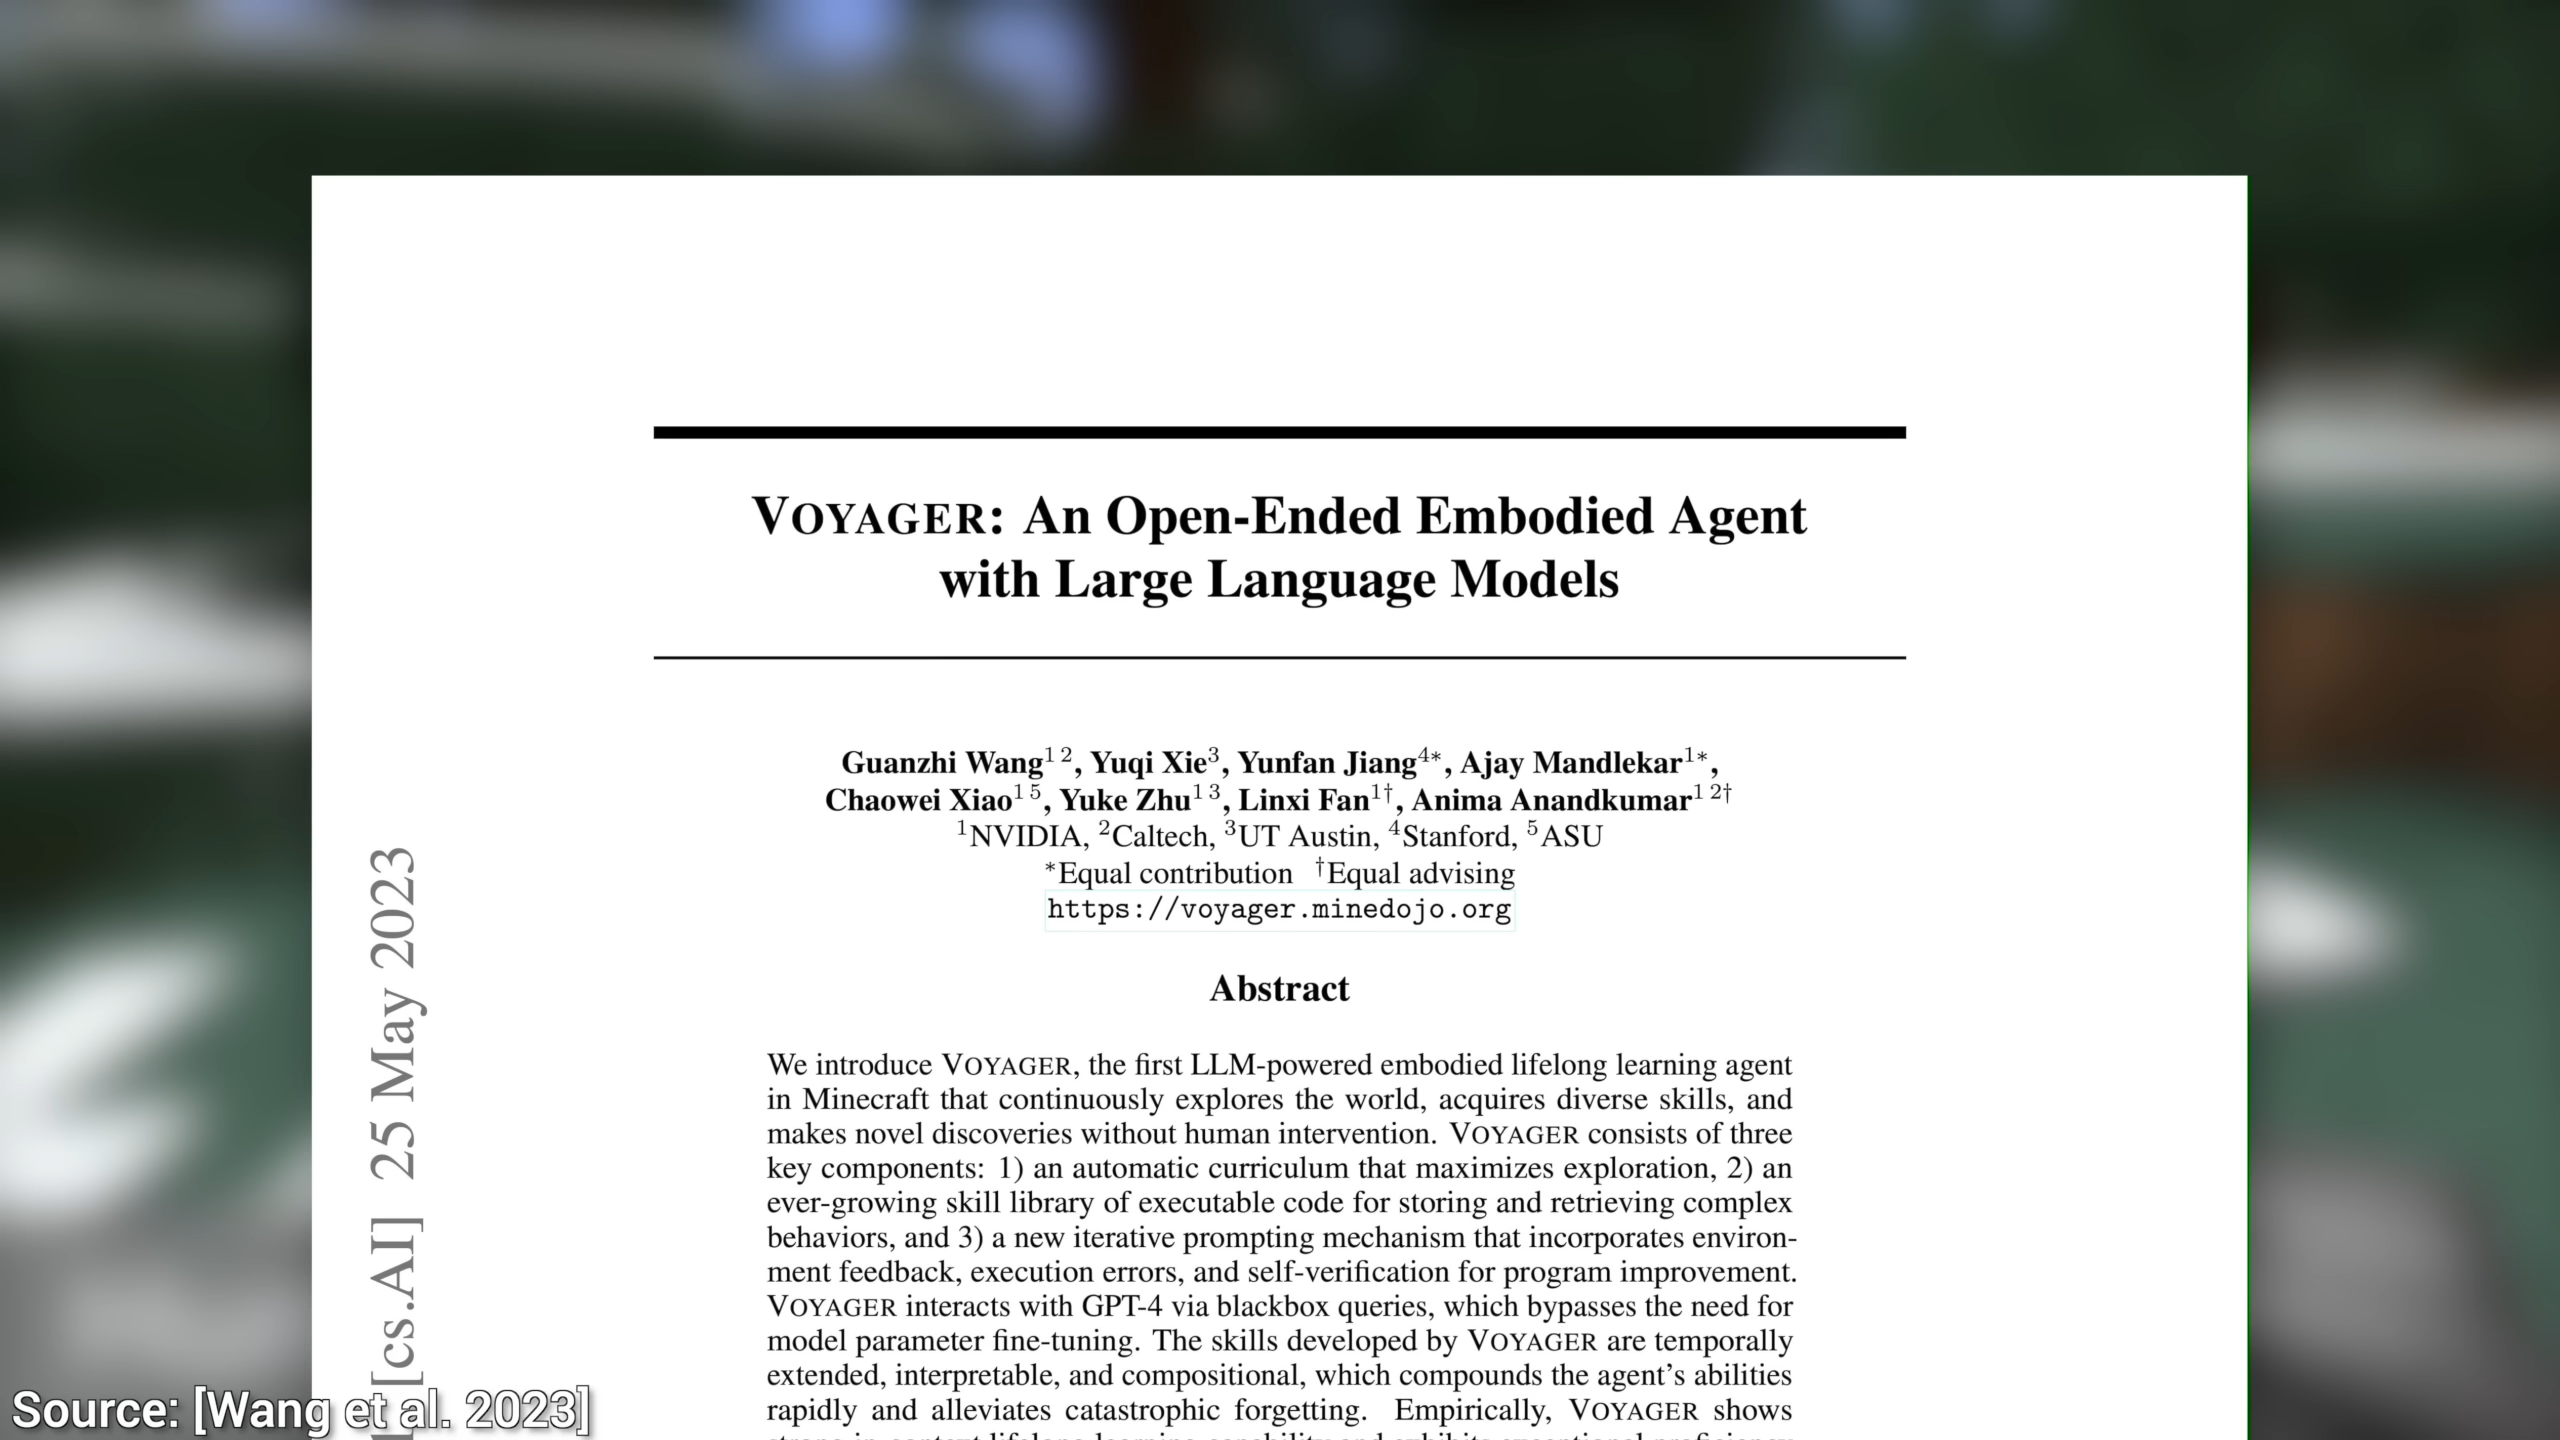 VOYAGER: An Open-Ended Embodied Agent
with Large Language Models
Guanzhi Wang1 2, Yuqi Xie3, Yunfan Jiang4*, Ajay Mandlekar1*,
Chaowei Xiao1 5, Yuke Zhu1 3, Linxi Fan1†, Anima Anandkumar1 2†
1NVIDIA, 2Caltech, 3UT Austin, 4Stanford, 5ASU
*Equal contribution †Equal advising
https://voyager.minedojo.org
Abstract
We introduce VOYAGER, the first LLM-powered embodied lifelong learning agent
in Minecraft that continuously explores the world, acquires diverse skills, and
makes novel discoveries without human intervention. VOYAGER consists of three
key components: 1) an automatic curriculum that maximizes exploration, 2) an
ever-growing skill library of executable code for storing and retrieving complex
behaviors, and 3) a new iterative prompting mechanism that incorporates environ-
ment feedback, execution errors, and self-verification for program improvement.
VOYAGER interacts with GPT-4 via blackbox queries, which bypasses the need for
model parameter fine-tuning. The skills developed by VOYAGER are temporally
extended, interpretable, and compositional, which compounds the agent's abilities
rapidly and alleviates catastrophic forgetting. Empirically, VOYAGER shows
[cs.AI] 25 May 2023
Source: [Wang et al. 2023]